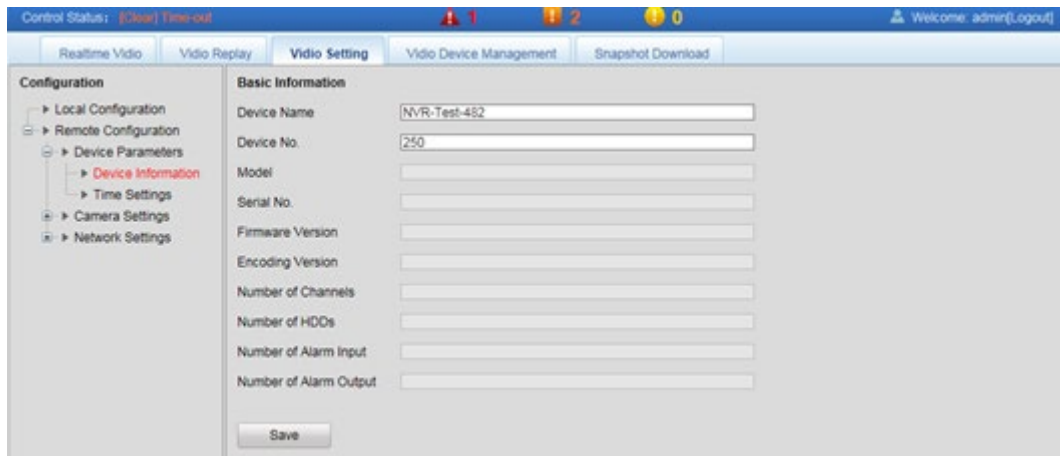 Control Status: [Clear] Time-out 1 2 0 Welcome: admin[Logout]
Realtime Vidio Vidio Replay Vidio Setting Vidio Device Management Snapshot Download
Configuration
Local Configuration
Remote Configuration
Device Parameters
Device Information
Time Settings
Camera Settings
Network Settings
Basic Information
Device Name NVR-Test-482
Device No. 250
Model
Serial No.
Firmware Version
Encoding Version
Number of Channels
Number of HDDs
Number of Alarm Input
Number of Alarm Output
Save